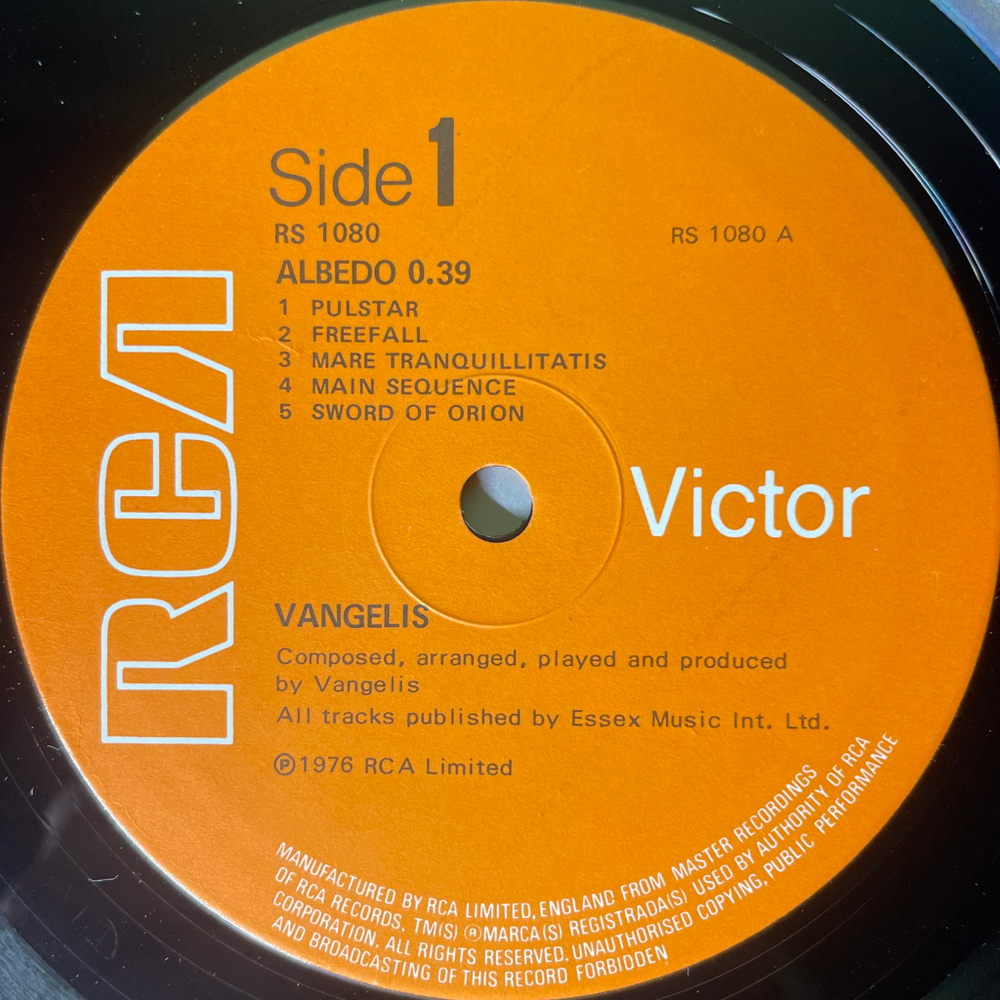 Side 1
RS 1080
RS 1080 A
ALBEDO 0.39
1 PULSTAR
2 FREEFALL
3 MARE TRANQUILLITATIS
4 MAIN SEQUENCE
5 SWORD OF ORION
RCA
Victor
VANGELIS
Composed, arranged, played and produced
by Vangelis
All tracks published by Essex Music Int. Ltd.
℗1976 RCA Limited
MANUFACTURED BY RCA LIMITED, ENGLAND FROM MASTER RECORDINGS
OF RCA RECORDS. TM(S) ®MARCA(S) REGISTRADA(S) USED BY AUTHORITY OF RCA
CORPORATION. ALL RIGHTS RESERVED. UNAUTHORISED COPYING, PUBLIC PERFORMANCE
AND BROADCASTING OF THIS RECORD FORBIDDEN